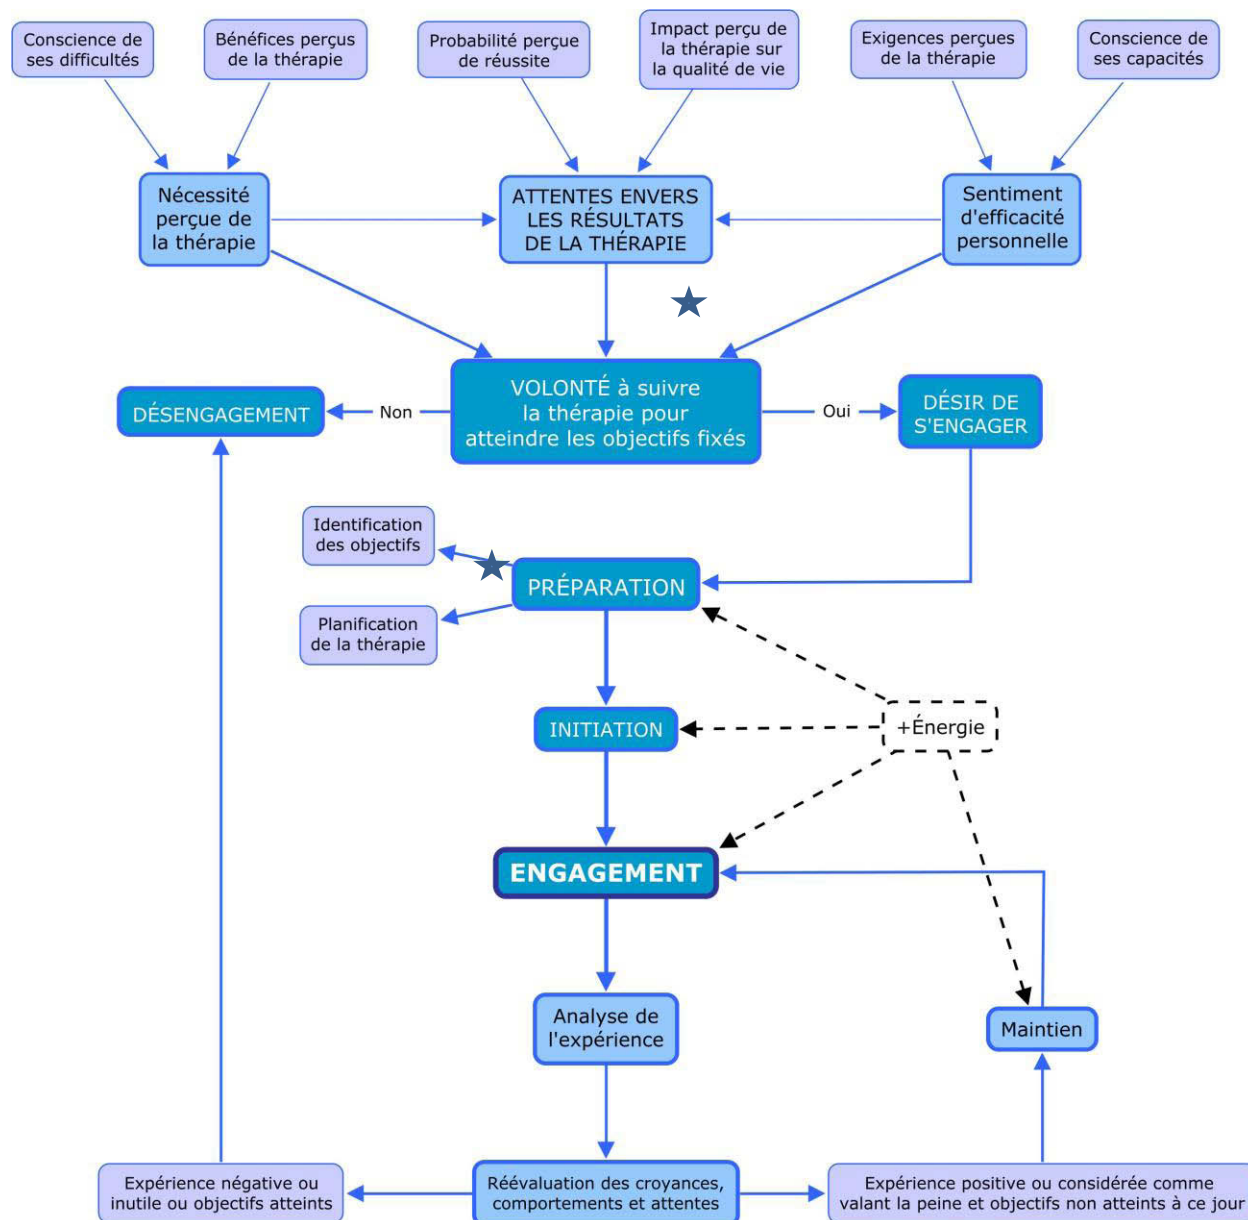 Conscience de
ses difficultés
Bénéfices perçus
de la thérapie
Probabilité perçue
de réussite
Impact perçu de
la thérapie sur
la qualité de vie
Exigences perçues
de la thérapie
Conscience de
ses capacités
Nécessité
perçue de
la thérapie
ATTENTES ENVERS
LES RÉSULTATS
DE LA THÉRAPIE
Sentiment
d'efficacité
personnelle
DÉSENGAGEMENT
Non
VOLONTÉ à suivre
la thérapie pour
atteindre les objectifs fixés
Oui
DÉSIR DE
S'ENGAGER
Identification
des objectifs
PRÉPARATION
Planification
de la thérapie
INITIATION
+Énergie
ENGAGEMENT
Analyse de
l'expérience
Maintien
Expérience négative ou
inutile ou objectifs atteints
Réévaluation des croyances,
comportements et attentes
Expérience positive ou considérée comme
valant la peine et objectifs non atteints à ce jour